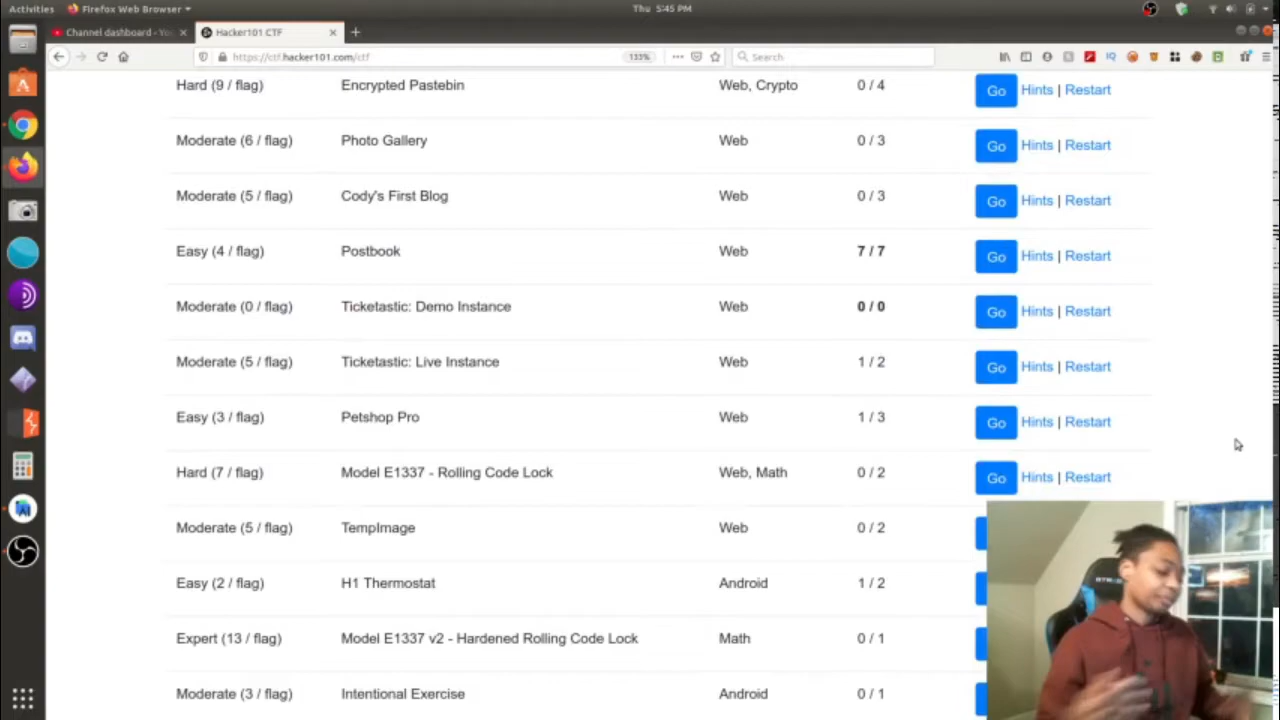 Activities Firefox Web Browser Thu 5:45 PM
Channel dashboard - Yo Hacker101 CTF
https://ctf.hacker101.com/ctf 133% Search
Hard (9 / flag) Encrypted Pastebin Web, Crypto 0 / 4 Go Hints | Restart
Moderate (6 / flag) Photo Gallery Web 0 / 3 Go Hints | Restart
Moderate (5 / flag) Cody's First Blog Web 0 / 3 Go Hints | Restart
Easy (4 / flag) Postbook Web 7 / 7 Go Hints | Restart
Moderate (0 / flag) Ticketastic: Demo Instance Web 0 / 0 Go Hints | Restart
Moderate (5 / flag) Ticketastic: Live Instance Web 1 / 2 Go Hints | Restart
Easy (3 / flag) Petshop Pro Web 1 / 3 Go Hints | Restart
Hard (7 / flag) Model E1337 - Rolling Code Lock Web, Math 0 / 2 Go Hints | Restart
Moderate (5 / flag) TempImage Web 0 / 2
Easy (2 / flag) H1 Thermostat Android 1 / 2
Expert (13 / flag) Model E1337 v2 - Hardened Rolling Code Lock Math 0 / 1
Moderate (3 / flag) Intentional Exercise Android 0 / 1